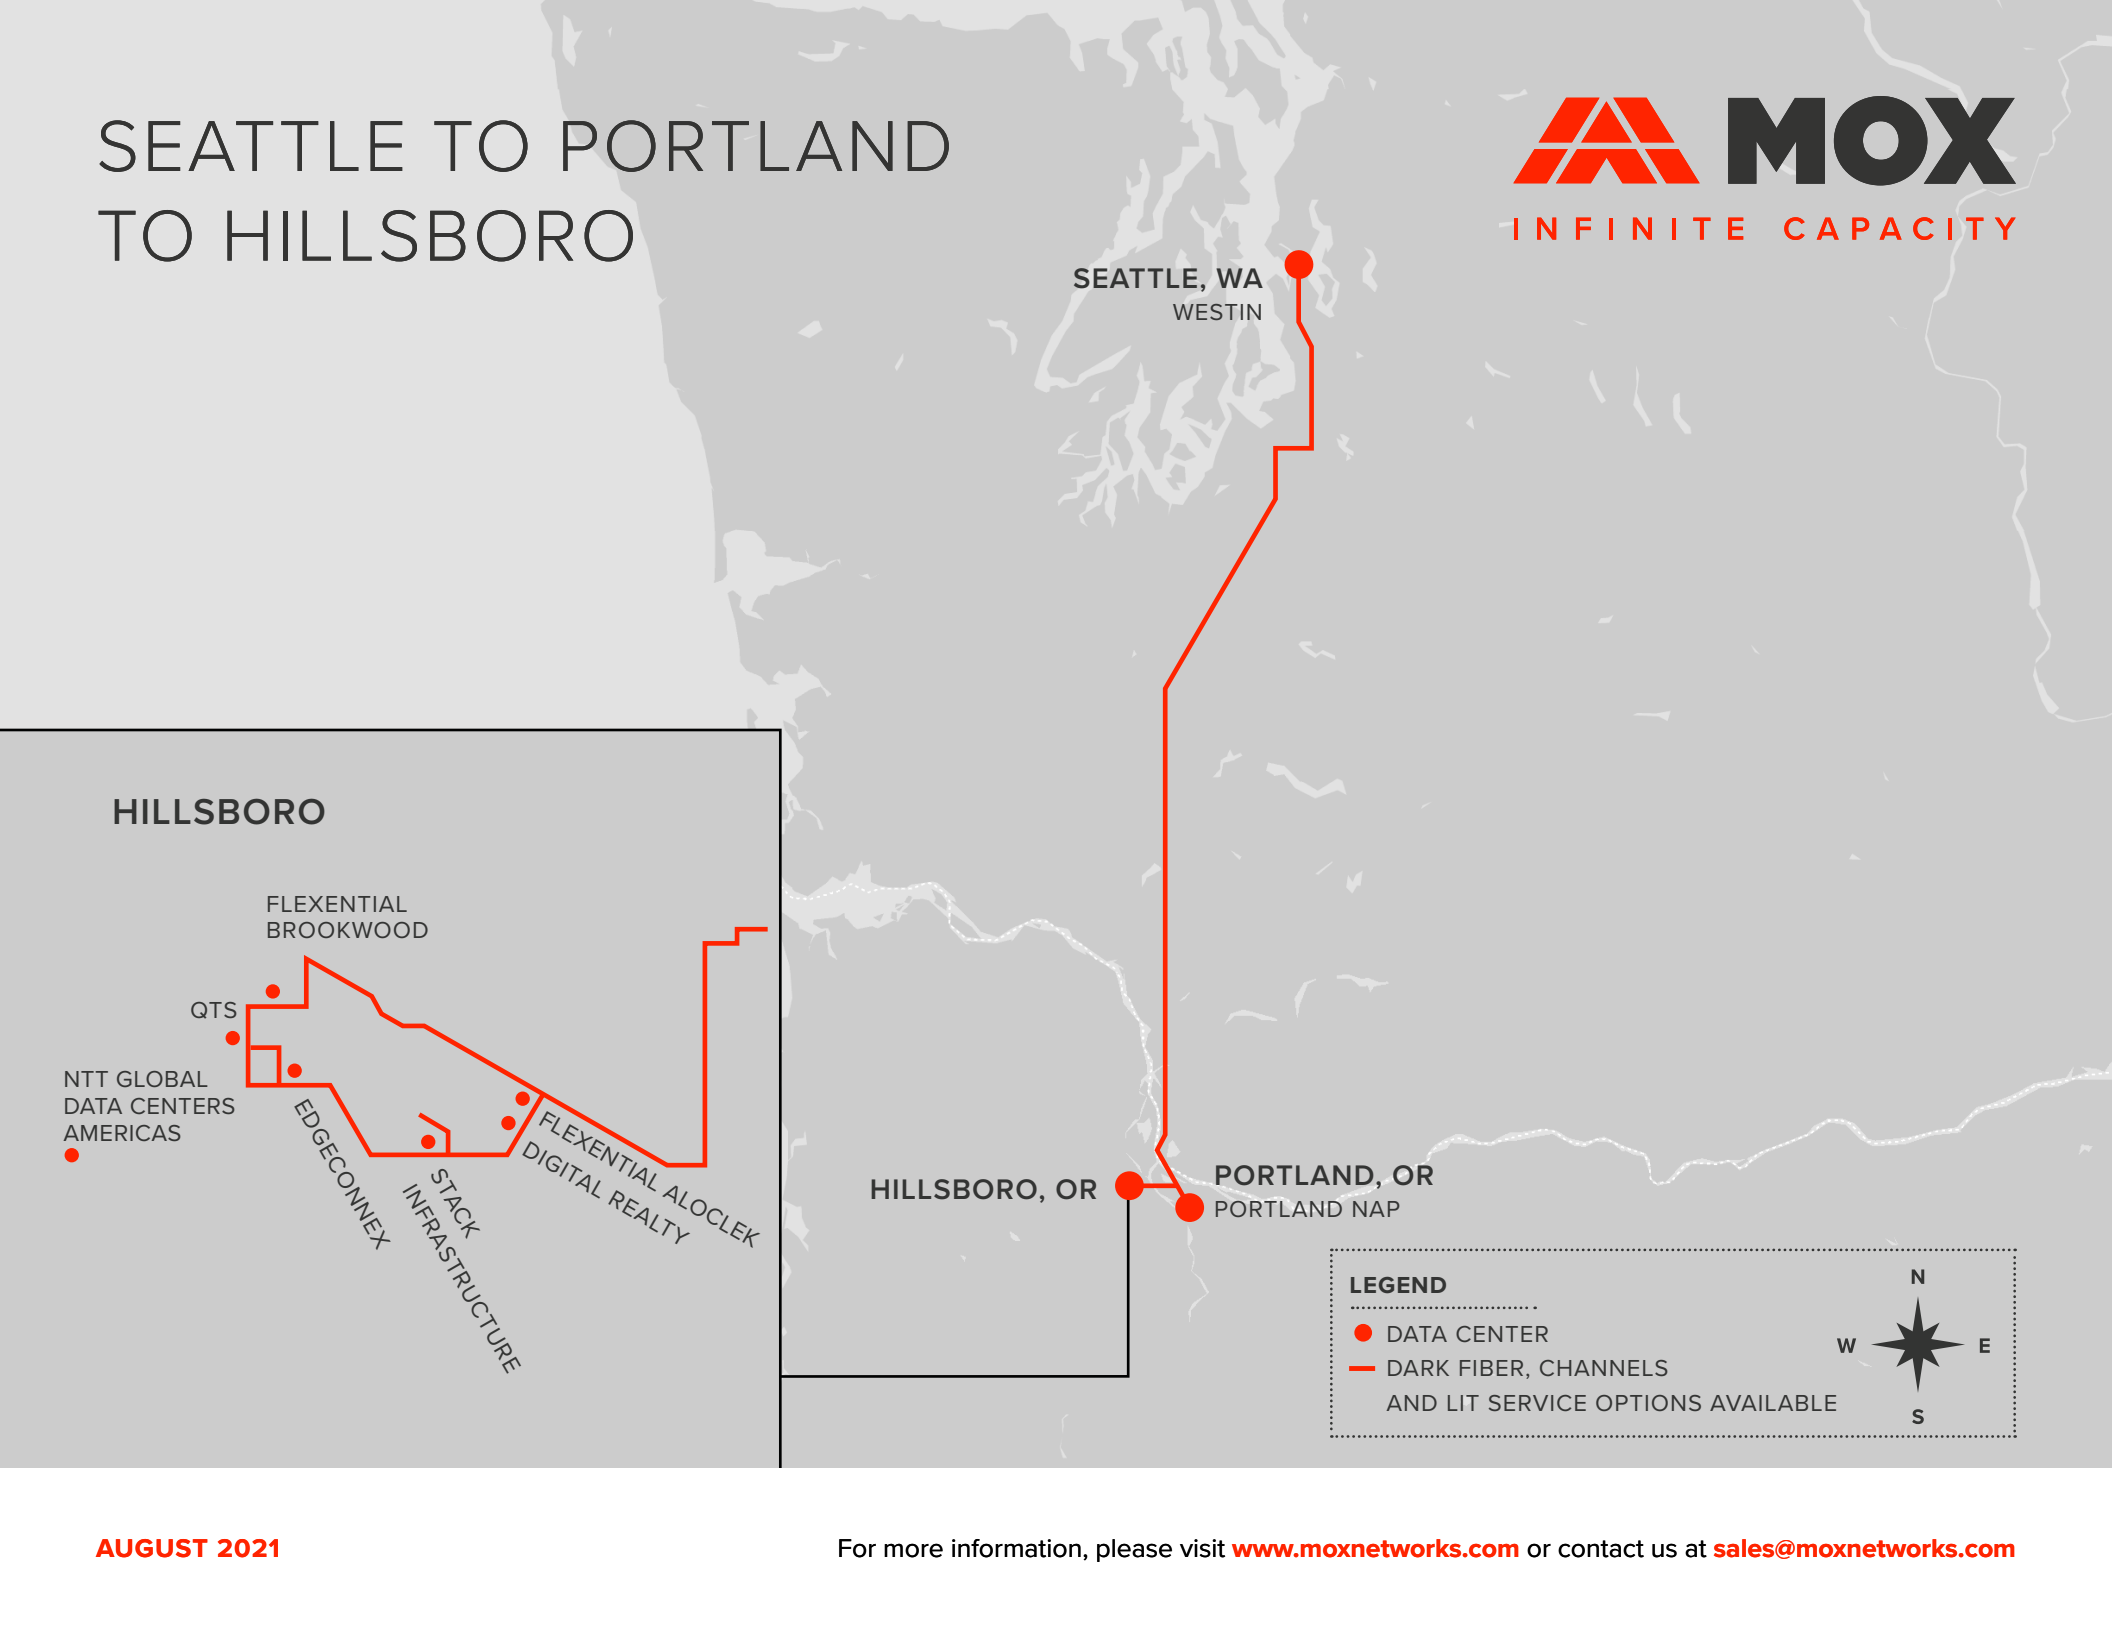 SEATTLE TO PORTLAND
TO HILLSBORO
MOX
INFINITE CAPACITY
SEATTLE, WA
WESTIN
HILLSBORO
FLEXENTIAL
BROOKWOOD
QTS
NTT GLOBAL
DATA CENTERS
AMERICAS
EDGECONNEX
STACK
INFRASTRUCTURE
FLEXENTIAL ALOCLEK
DIGITAL REALTY
HILLSBORO, OR
PORTLAND, OR
PORTLAND NAP
LEGEND
DATA CENTER
DARK FIBER, CHANNELS
AND LIT SERVICE OPTIONS AVAILABLE
N
W
E
S
AUGUST 2021
For more information, please visit www.moxnetworks.com or contact us at sales@moxnetworks.com